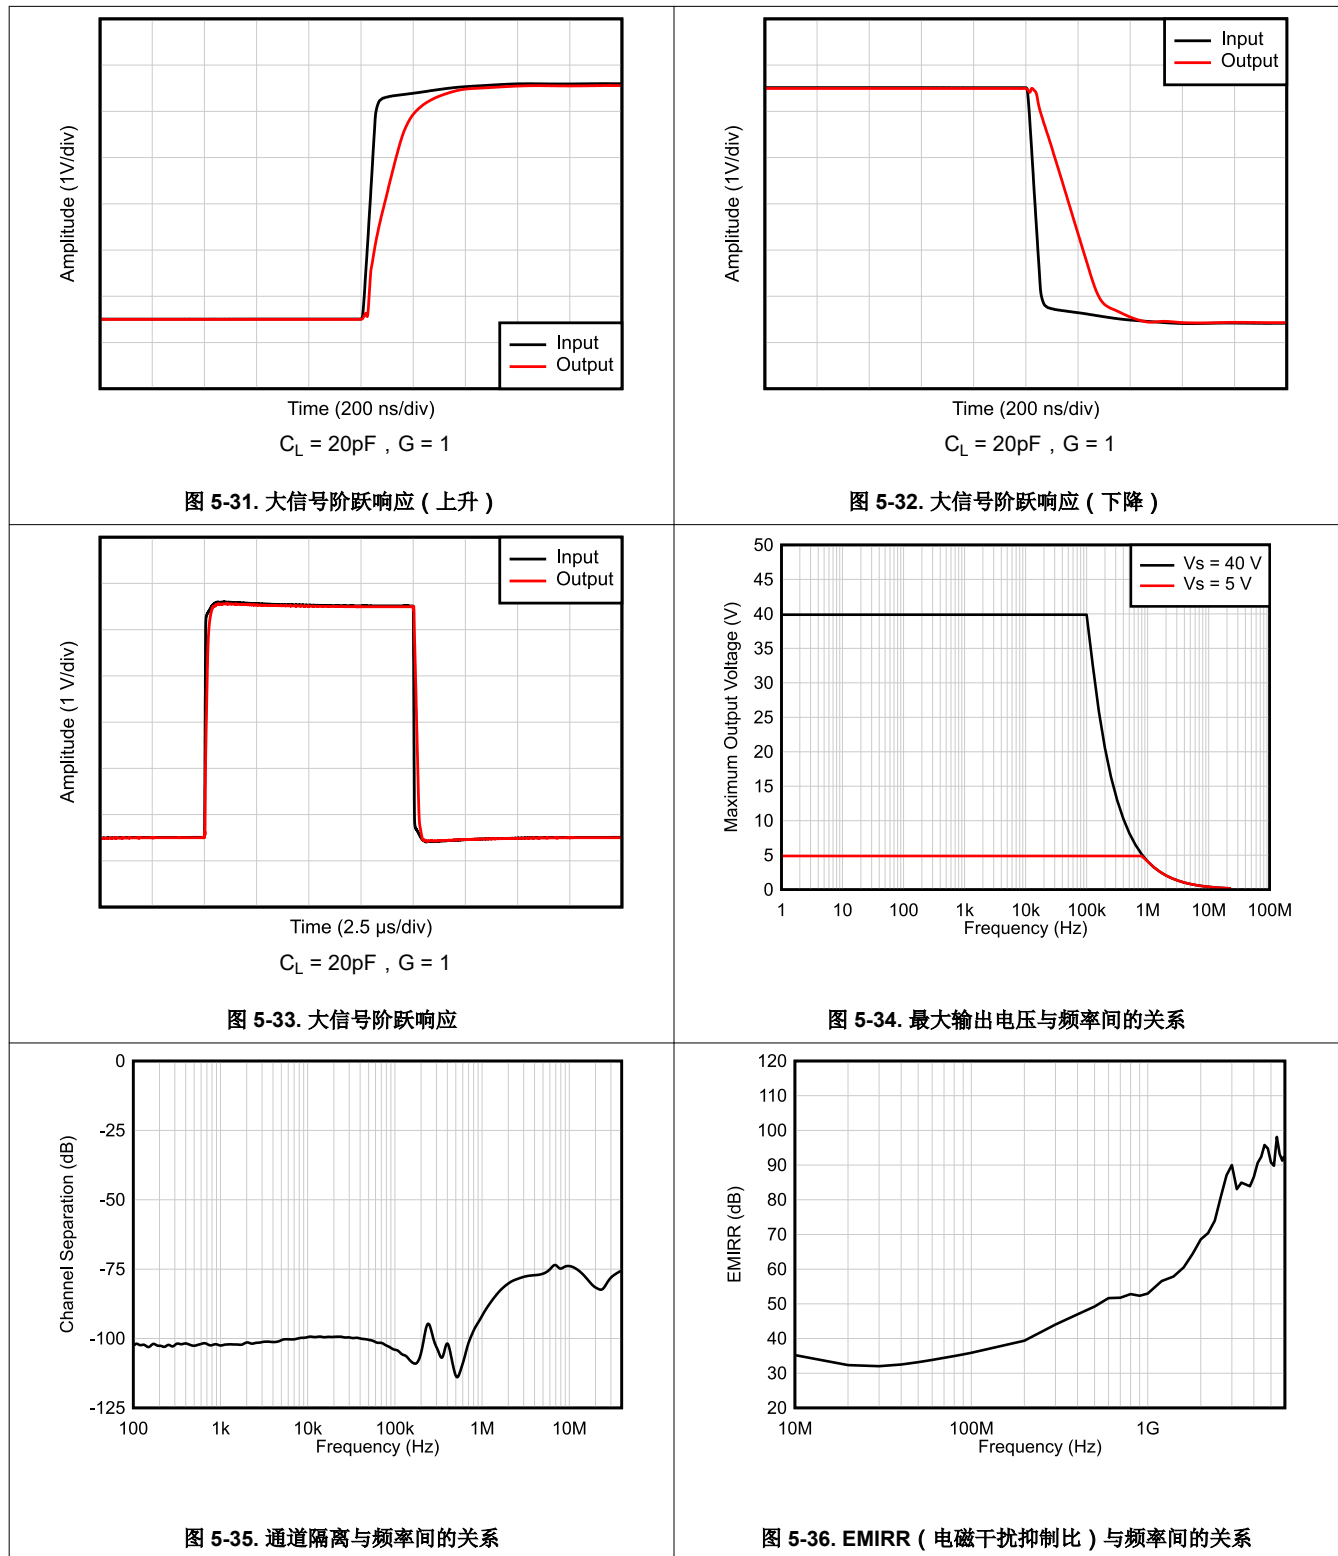 Amplitude (1V/div)
Input
Output
Time (200 ns/div)
C_L = 20pF，G = 1
图 5-31. 大信号阶跃响应（上升）
Input
Output
Amplitude (1V/div)
Time (200 ns/div)
C_L = 20pF，G = 1
图 5-32. 大信号阶跃响应（下降）
Input
Output
Amplitude (1 V/div)
Time (2.5 µs/div)
C_L = 20pF，G = 1
图 5-33. 大信号阶跃响应
50
45
40
35
30
25
20
15
10
5
0
Maximum Output Voltage (V)
Vs = 40 V
Vs = 5 V
1 10 100 1k 10k 100k 1M 10M 100M
Frequency (Hz)
图 5-34. 最大输出电压与频率间的关系
0
-25
-50
-75
-100
-125
Channel Separation (dB)
100 1k 10k 100k 1M 10M
Frequency (Hz)
图 5-35. 通道隔离与频率间的关系
120
110
100
90
80
70
60
50
40
30
20
EMIRR (dB)
10M 100M 1G
Frequency (Hz)
图 5-36. EMIRR（电磁干扰抑制比）与频率间的关系